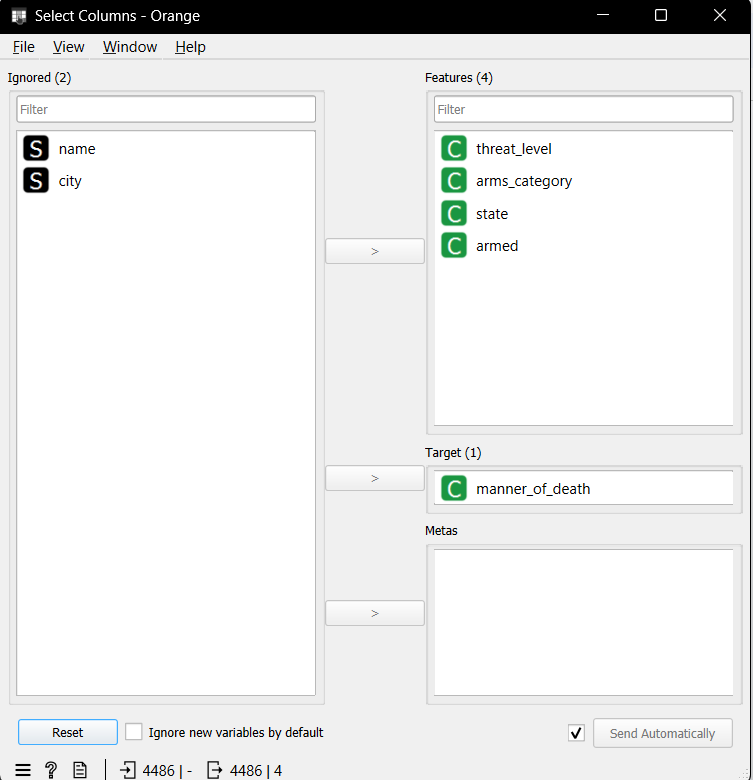 Select Columns - Orange
File View Window Help
Ignored (2)
Filter
S name
S city
>
>
>
Features (4)
Filter
C threat_level
C arms_category
C state
C armed
Target (1)
C manner_of_death
Metas
Reset Ignore new variables by default Send Automatically
? 4486 | - 4486 | 4